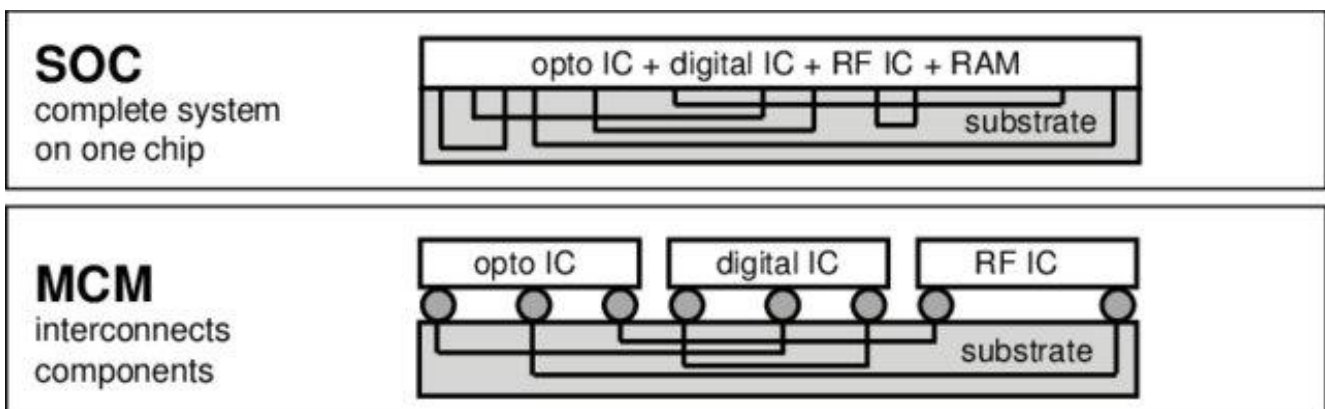 SOC
complete system
on one chip
opto IC + digital IC + RF IC + RAM
substrate
MCM
interconnects
components
opto IC
digital IC
RF IC
substrate